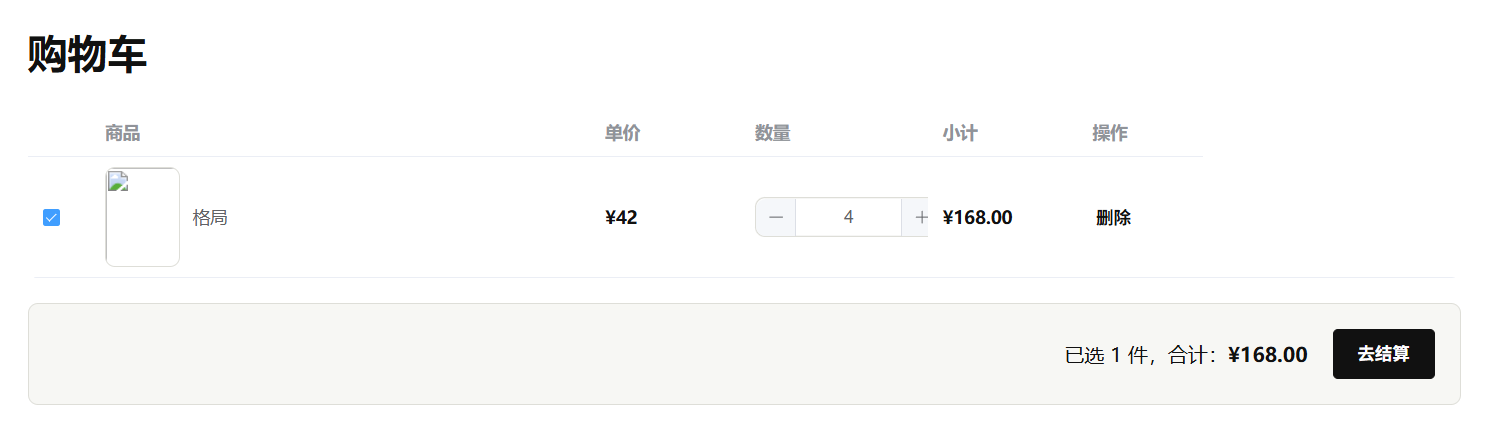 购物车
商品 单价 数量 小计 操作
格局 ¥42 4 ¥168.00 删除
已选 1 件，合计：¥168.00 去结算